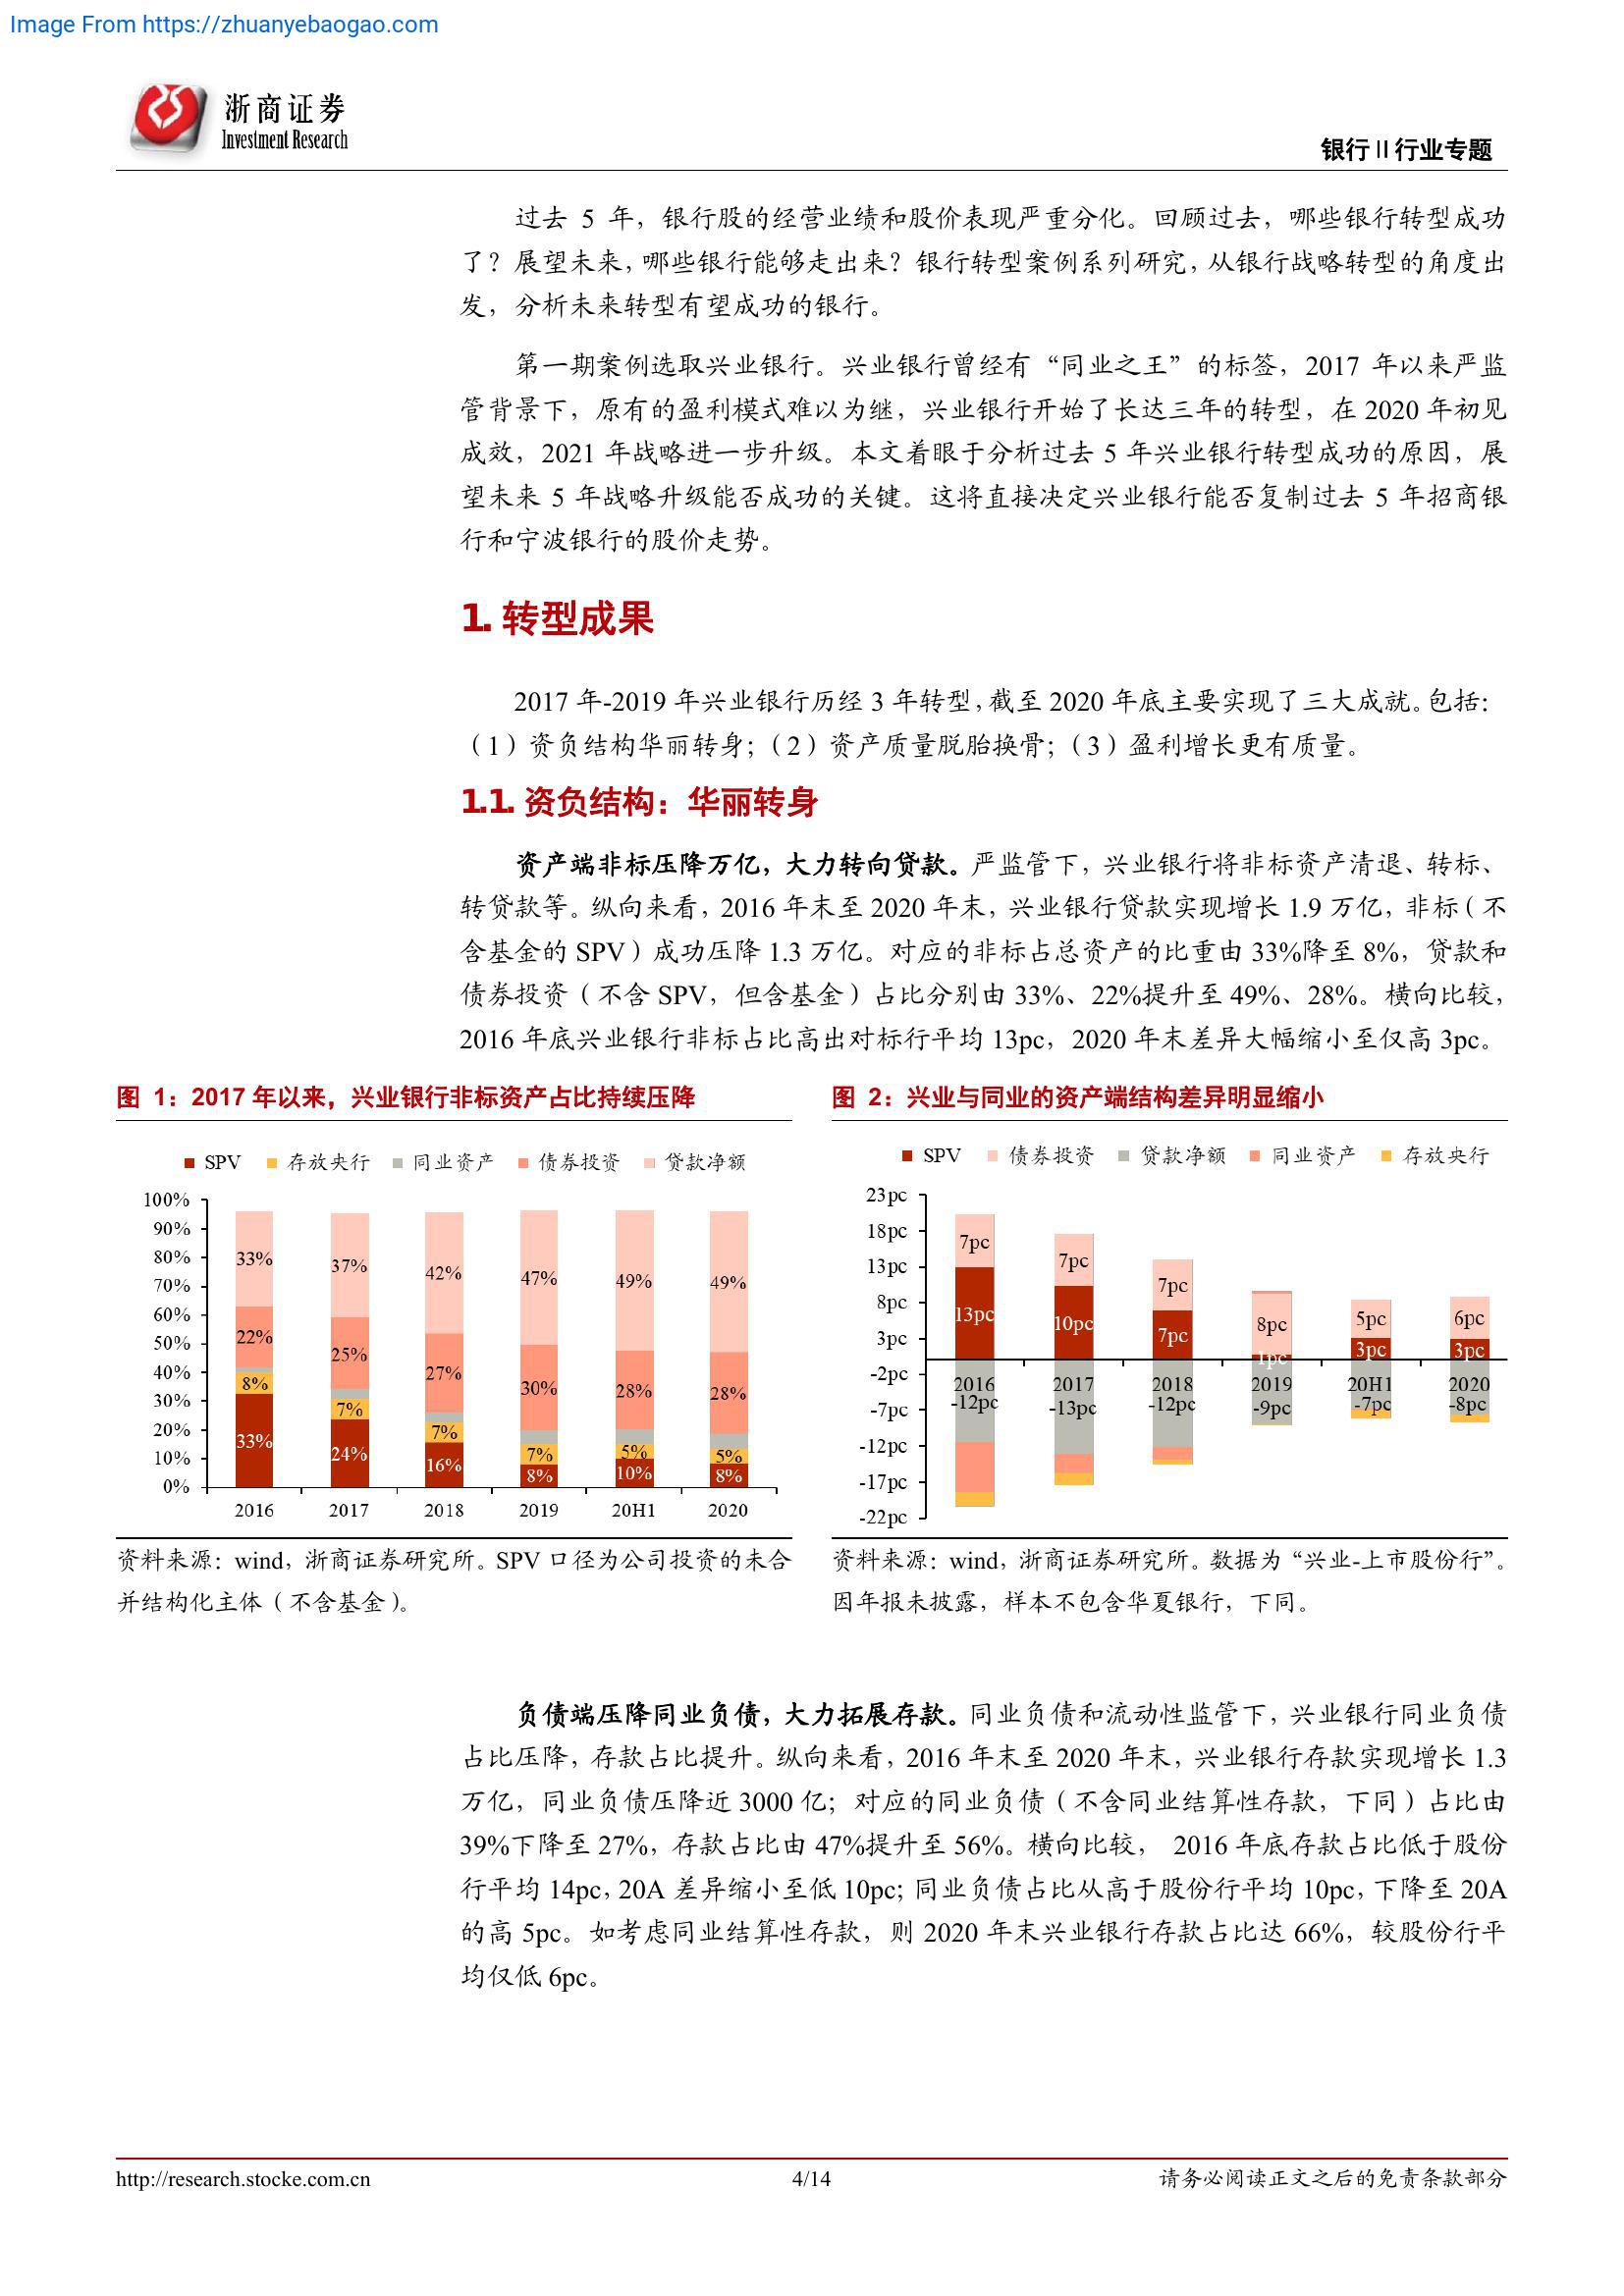 Image From https://zhuanyebaogao.com
浙商证券
Investment Research
银行Ⅱ行业专题
过去 5 年，银行股的经营业绩和股价表现严重分化。回顾过去，哪些银行转型成功
了？展望未来，哪些银行能够走出来？银行转型案例系列研究，从银行战略转型的角度出
发，分析未来转型有望成功的银行。
第一期案例选取兴业银行。兴业银行曾经有“同业之王”的标签，2017 年以来严监
管背景下，原有的盈利模式难以为继，兴业银行开始了长达三年的转型，在 2020 年初见
成效，2021 年战略进一步升级。本文着眼于分析过去 5 年兴业银行转型成功的原因，展
望未来 5 年战略升级能否成功的关键。这将直接决定兴业银行能否复制过去 5 年招商银
行和宁波银行的股价走势。
1. 转型成果
2017 年-2019 年兴业银行历经 3 年转型，截至 2020 年底主要实现了三大成就。包括：
（1）资负结构华丽转身；（2）资产质量脱胎换骨；（3）盈利增长更有质量。
1.1. 资负结构：华丽转身
资产端非标压降万亿，大力转向贷款。严监管下，兴业银行将非标资产清退、转标、
转贷款等。纵向来看，2016 年末至 2020 年末，兴业银行贷款实现增长 1.9 万亿，非标（不
含基金的 SPV）成功压降 1.3 万亿。对应的非标占总资产的比重由 33%降至 8%，贷款和
债券投资（不含 SPV，但含基金）占比分别由 33%、22%提升至 49%、28%。横向比较，
2016 年底兴业银行非标占比高出对标行平均 13pc，2020 年末差异大幅缩小至仅高 3pc。
图 1：2017 年以来，兴业银行非标资产占比持续压降
SPV 存放央行 同业资产 债券投资 贷款净额
100%
90%
80%
70%
60%
50%
40%
30%
20%
10%
0%
33% 37% 42% 47% 49% 49%
22% 25% 27% 30% 28% 28%
8% 7% 7% 7% 5% 5%
33% 24% 16% 8% 10% 8%
2016 2017 2018 2019 20H1 2020
资料来源：wind，浙商证券研究所。SPV 口径为公司投资的未合
并结构化主体（不含基金）。
图 2：兴业与同业的资产端结构差异明显缩小
SPV 债券投资 贷款净额 同业资产 存放央行
23pc
18pc
13pc
8pc
3pc
-2pc
-7pc
-12pc
-17pc
-22pc
7pc 7pc 7pc 8pc 5pc 6pc
13pc 10pc 7pc 1pc 3pc 3pc
2016 2017 2018 2019 20H1 2020
-12pc -13pc -12pc -9pc -7pc -8pc
资料来源：wind，浙商证券研究所。数据为“兴业-上市股份行”。
因年报未披露，样本不包含华夏银行，下同。
负债端压降同业负债，大力拓展存款。同业负债和流动性监管下，兴业银行同业负债
占比压降，存款占比提升。纵向来看，2016 年末至 2020 年末，兴业银行存款实现增长 1.3
万亿，同业负债压降近 3000 亿；对应的同业负债（不含同业结算性存款，下同）占比由
39%下降至 27%，存款占比由 47%提升至 56%。横向比较， 2016 年底存款占比低于股份
行平均 14pc，20A 差异缩小至低 10pc；同业负债占比从高于股份行平均 10pc，下降至 20A
的高 5pc。如考虑同业结算性存款，则 2020 年末兴业银行存款占比达 66%，较股份行平
均仅低 6pc。
http://research.stocke.com.cn
4/14
请务必阅读正文之后的免责条款部分